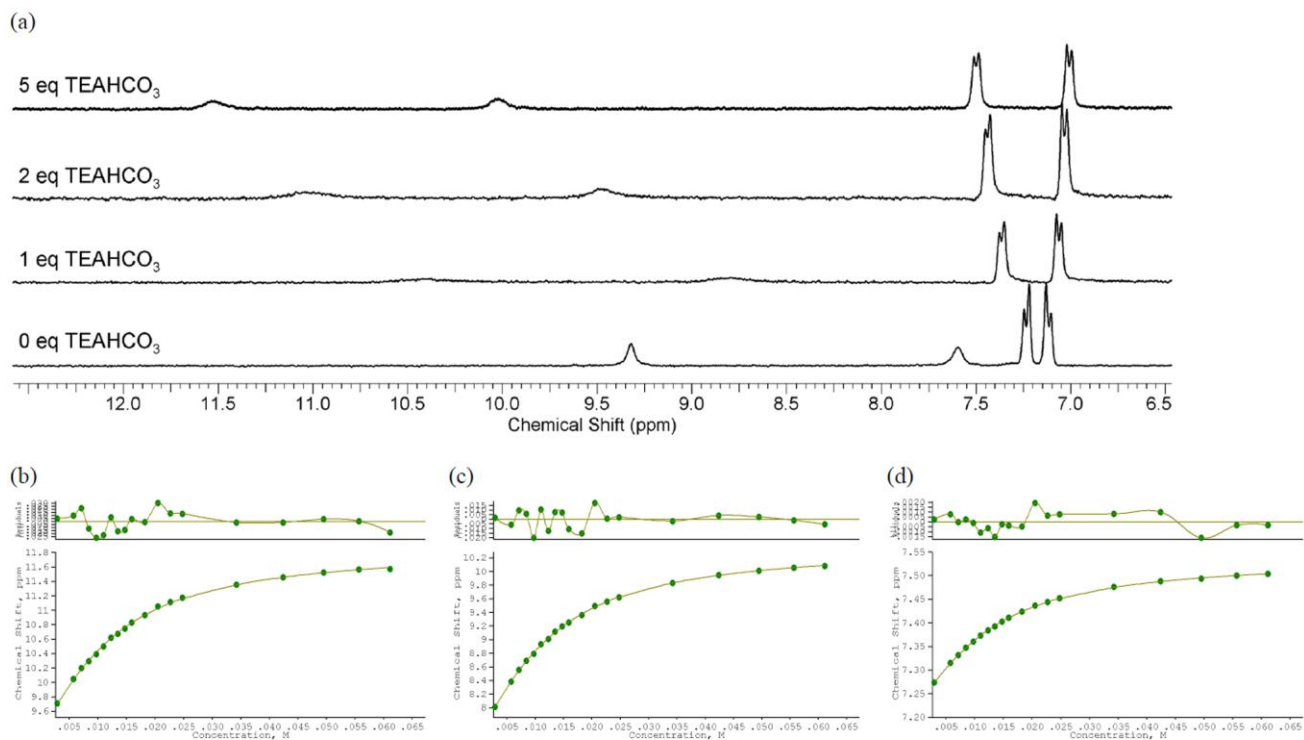 (a)
5 eq TEAHCO₃
2 eq TEAHCO₃
1 eq TEAHCO₃
0 eq TEAHCO₃
12.0 11.5 11.0 10.5 10.0 9.5 9.0 8.5 8.0 7.5 7.0 6.5
Chemical Shift (ppm)
(b) (c) (d)
11.8
11.6
11.4
11.2
11
10.8
10.6
10.4
10.2
10
9.8
9.6
Chemical Shift, ppm
.005 .010 .015 .020 .025 .030 .035 .040 .045 .050 .055 .060 .065
Concentration, M
10.2
10
9.8
9.6
9.4
9.2
9
8.8
8.6
8.4
8.2
8
Chemical Shift, ppm
.005 .010 .015 .020 .025 .030 .035 .040 .045 .050 .055 .060 .065
Concentration, M
7.55
7.50
7.45
7.40
7.35
7.30
7.25
7.20
Chemical Shift, ppm
.005 .010 .015 .020 .025 .030 .035 .040 .045 .050 .055 .060 .065
Concentration, M